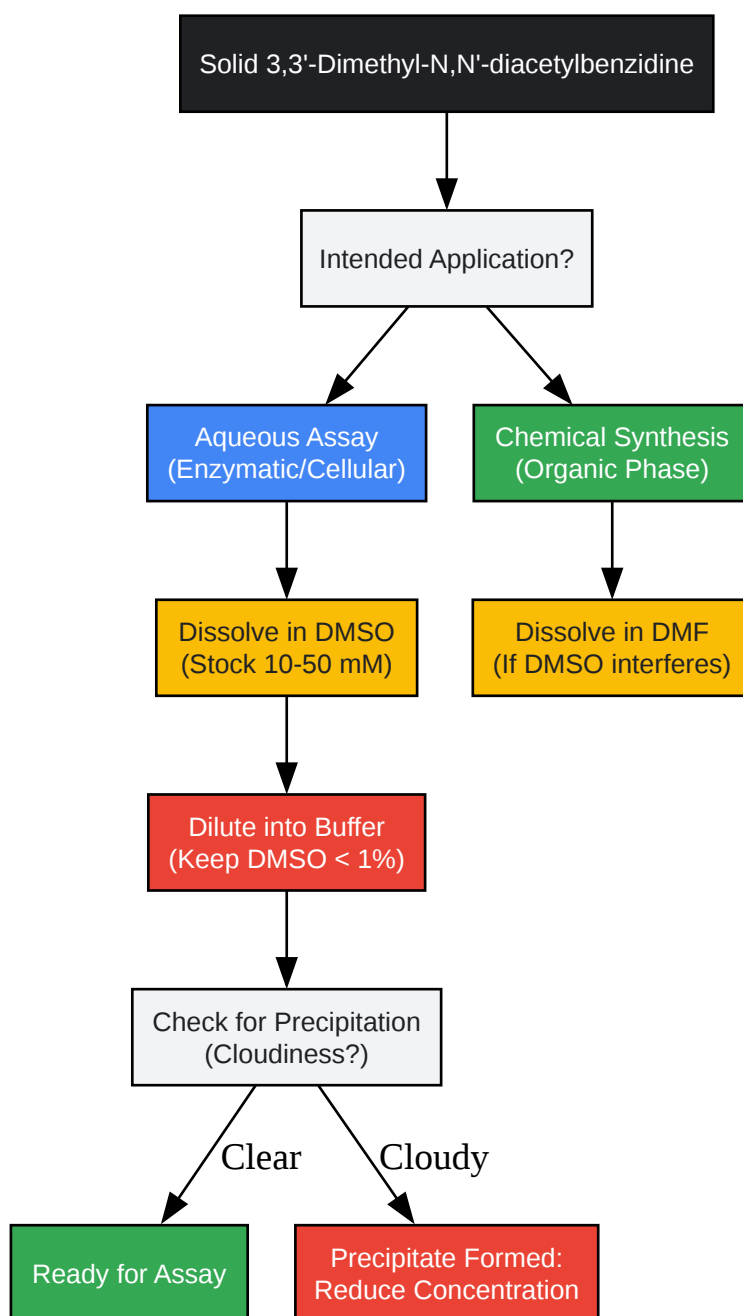 Solid 3,3'-Dimethyl-N,N'-diacetylbenzidine
Intended Application?
Aqueous Assay
(Enzymatic/Cellular)
Chemical Synthesis
(Organic Phase)
Dissolve in DMSO
(Stock 10-50 mM)
Dissolve in DMF
(If DMSO interferes)
Dilute into Buffer
(Keep DMSO < 1%)
Check for Precipitation
(Cloudiness?)
Clear
Cloudy
Ready for Assay
Precipitate Formed:
Reduce Concentration